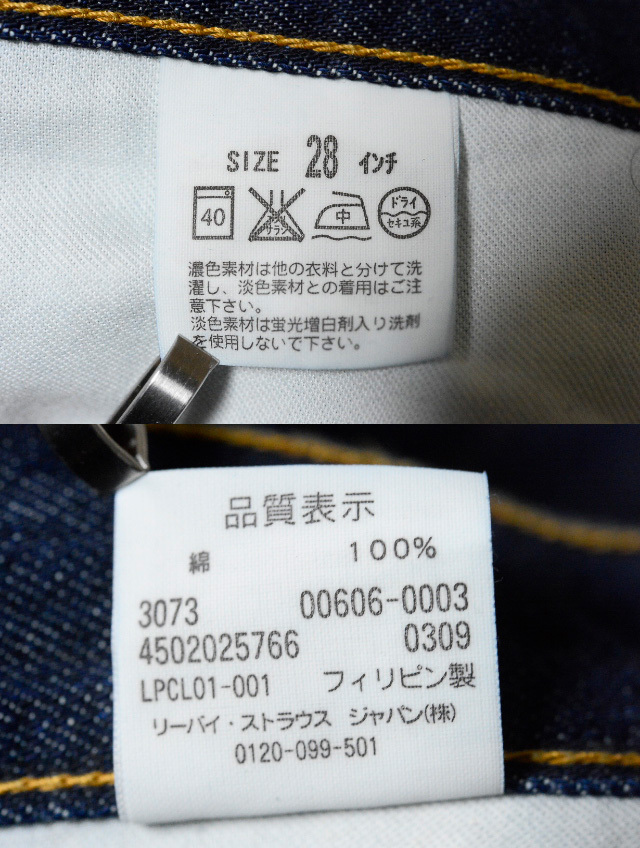 SIZE 28 インチ
40 エンソ サラシ 中 ドライ セキユ系
濃色素材は他の衣料と分けて洗
濯し、淡色素材との着用はご注
意下さい。
淡色素材は蛍光増白剤入り洗剤
を使用しないで下さい。
品質表示
綿 100%
3073 00606-0003
4502025766 0309
LPCL01-001 フィリピン製
リーバイ・ストラウス ジャパン(株)
0120-099-501